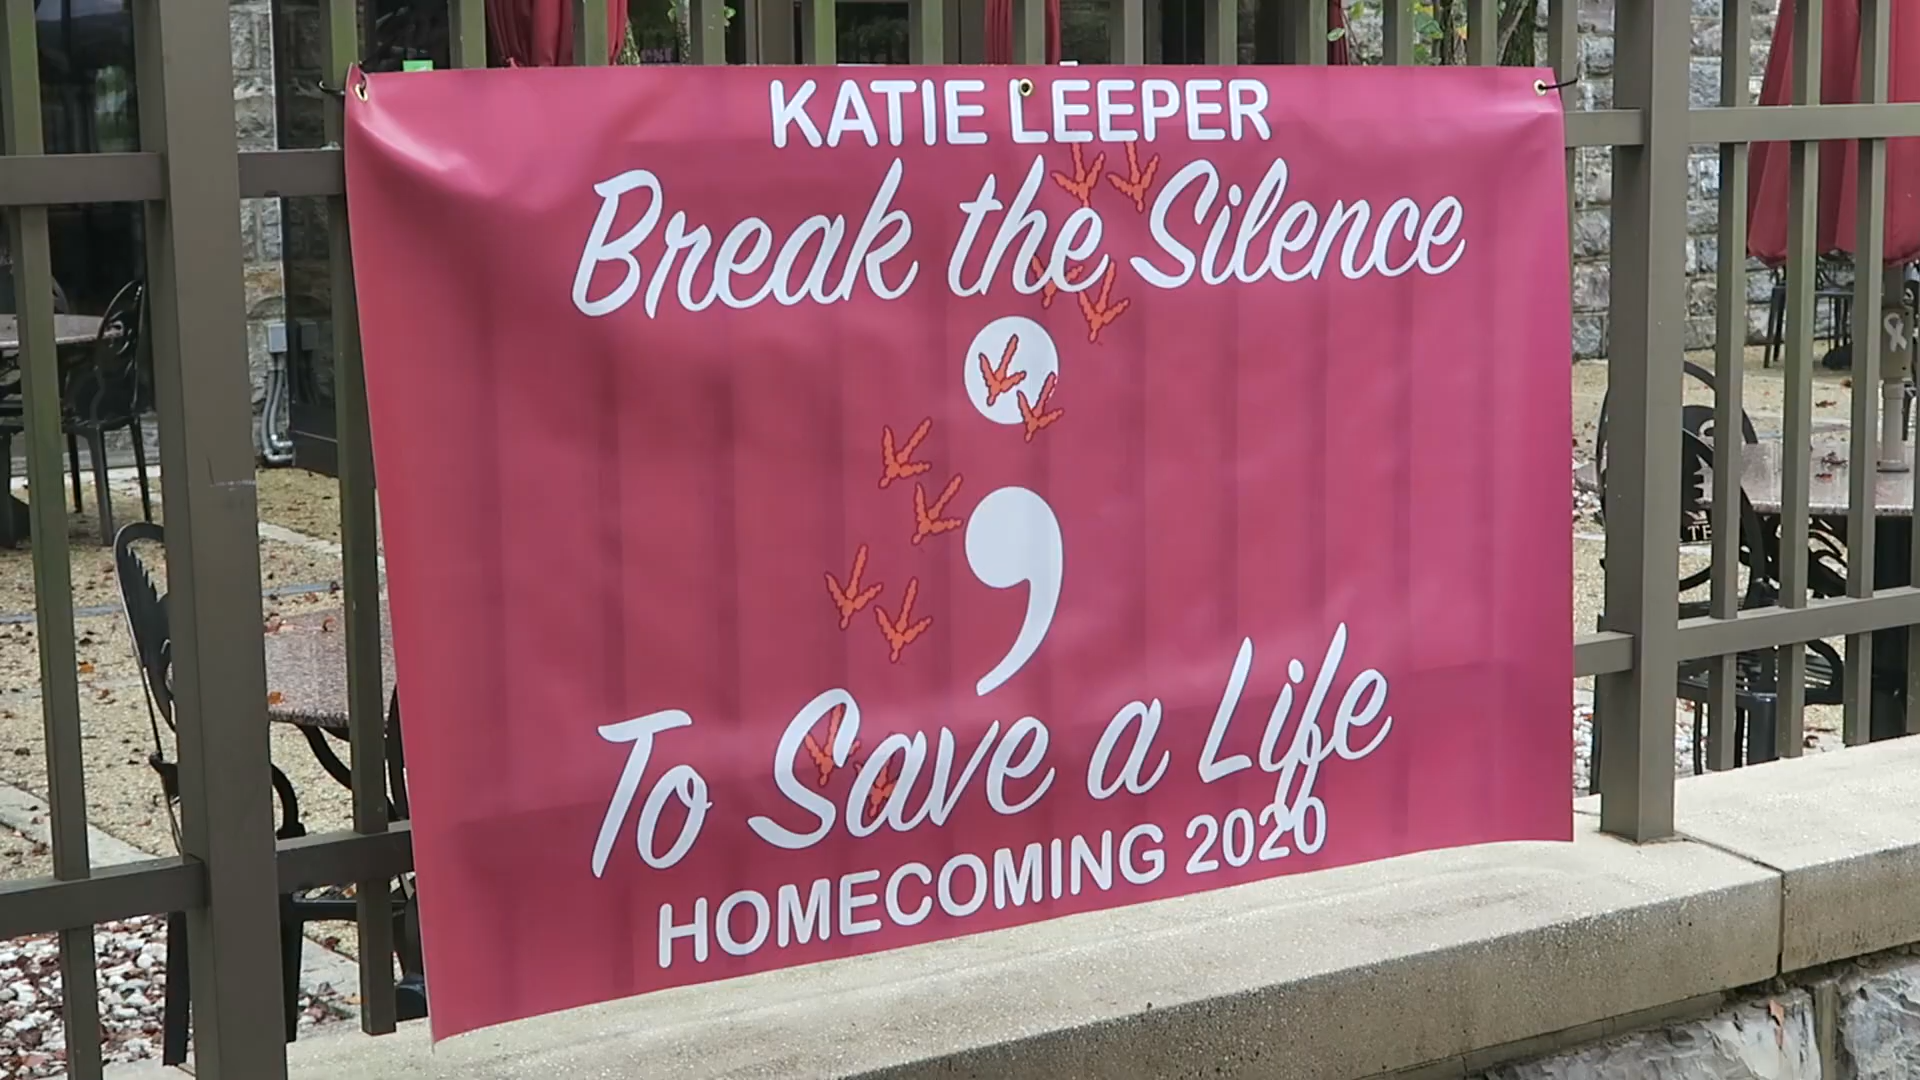 KATIE LEEPER
Break the Silence
;
To Save a Life
HOMECOMING 2020